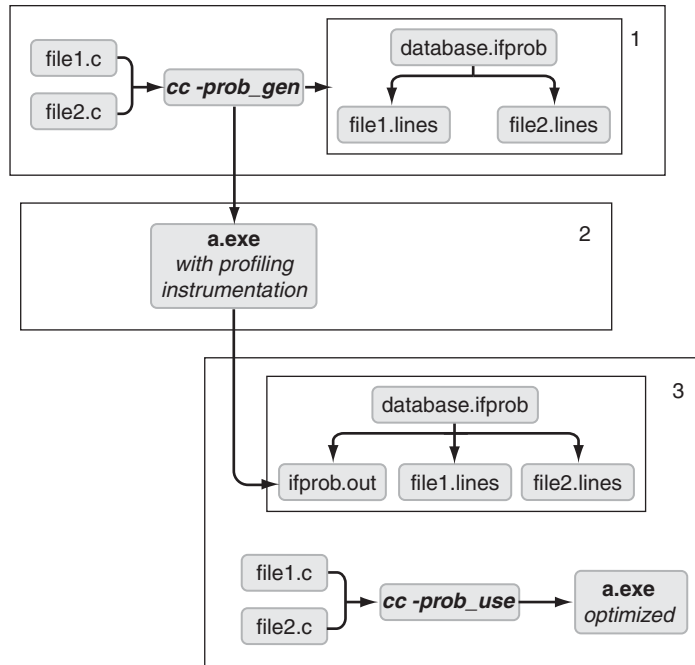 database.ifprob
1
file1.c
cc -prob_gen
file2.c
file1.lines
file2.lines
a.exe
with profiling
instrumentation
2
3
database.ifprob
ifprob.out
file1.lines
file2.lines
file1.c
cc -prob_use
file2.c
a.exe
optimized